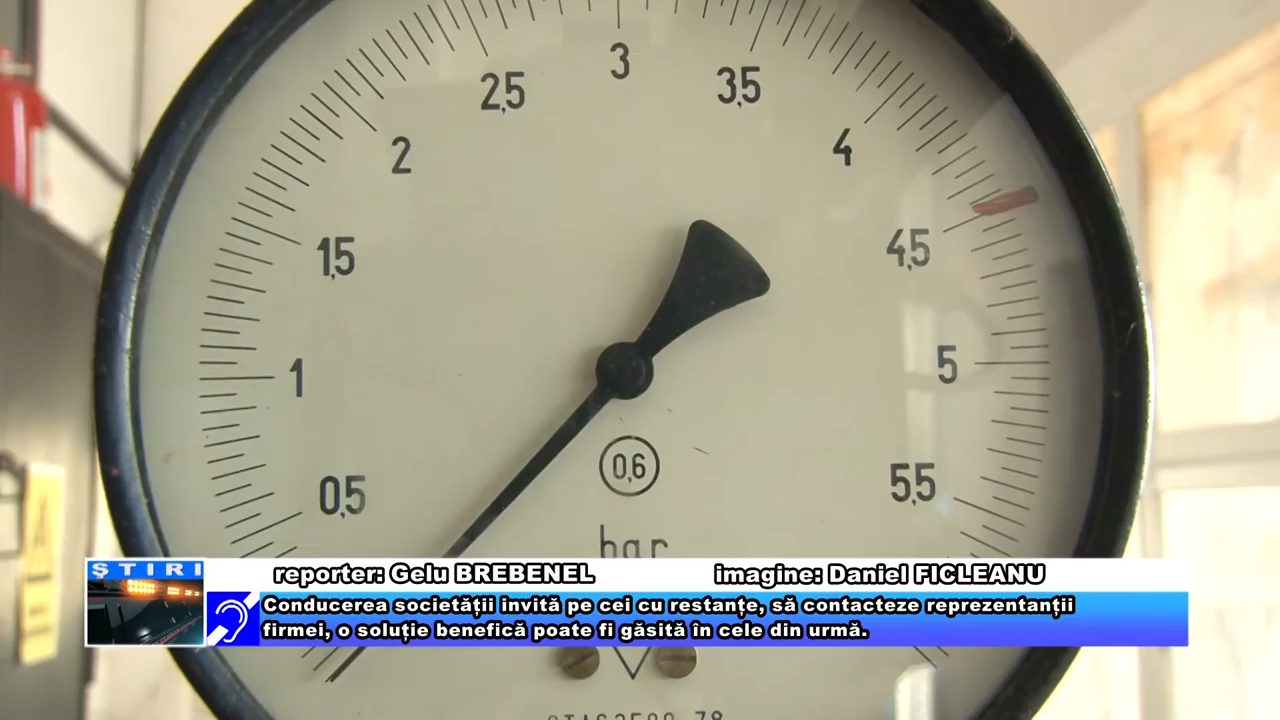 3
2,5
3,5
2
4
1,5
4,5
1
5
0,6
0,5
5,5
bar
ŞTIRI
reporter: Gelu BREBENEL
imagine: Daniel FICLEANU
Conducerea societății invită pe cei cu restanțe, să contacteze reprezentanții
firmei, o soluție benefică poate fi găsită în cele din urmă.